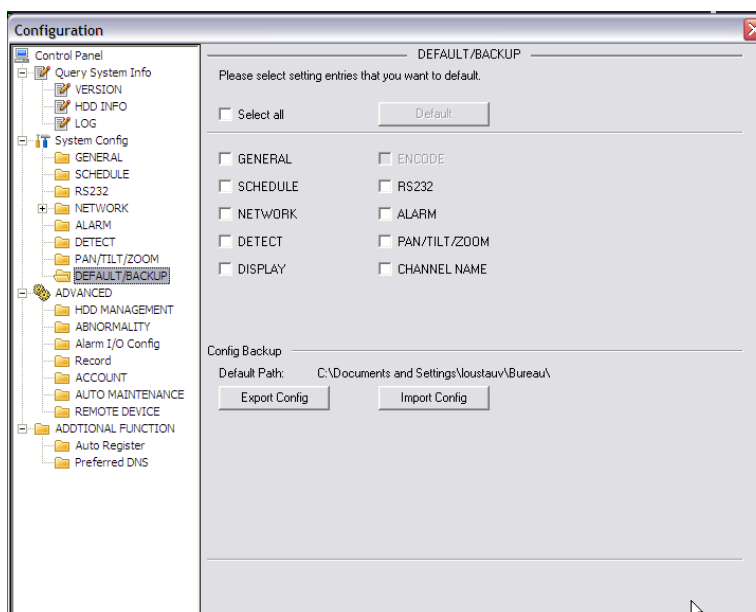 Configuration
Control Panel
Query System Info
VERSION
HDD INFO
LOG
System Config
GENERAL
SCHEDULE
RS232
NETWORK
ALARM
DETECT
PAN/TILT/ZOOM
DEFAULT/BACKUP
ADVANCED
HDD MANAGEMENT
ABNORMALITY
Alarm I/O Config
Record
ACCOUNT
AUTO MAINTENANCE
REMOTE DEVICE
ADDTIONAL FUNCTION
Auto Register
Preferred DNS
DEFAULT/BACKUP
Please select setting entries that you want to default.
Select all Default
GENERAL ENCODE
SCHEDULE RS232
NETWORK ALARM
DETECT PAN/TILT/ZOOM
DISPLAY CHANNEL NAME
Config Backup
Default Path: C:\Documents and Settings\loustauv\Bureau\
Export Config Import Config